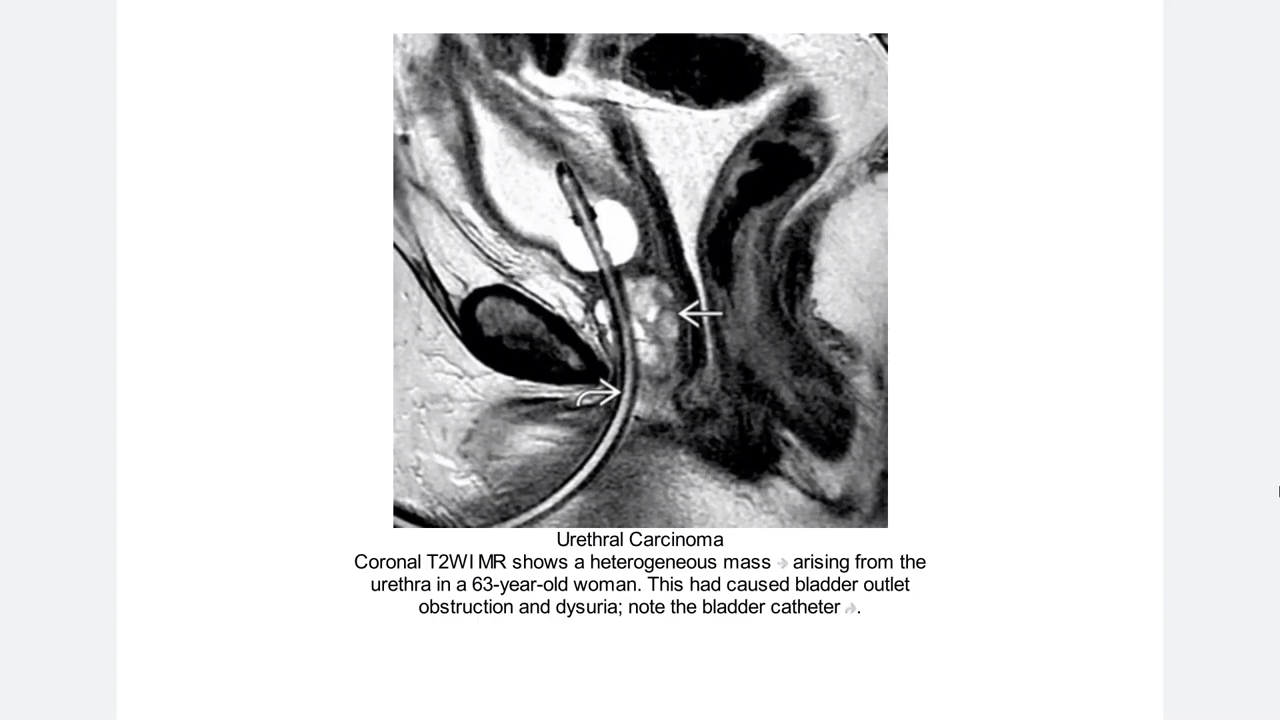 Urethral Carcinoma
Coronal T2WI MR shows a heterogeneous mass arising from the
urethra in a 63-year-old woman. This had caused bladder outlet
obstruction and dysuria; note the bladder catheter .